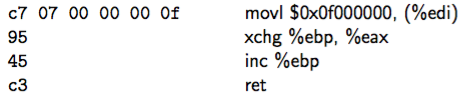 c7 07 00 00 00 0f movl $0x0f000000, (%edi)
95 xchg %ebp, %eax
45 inc %ebp
c3 ret